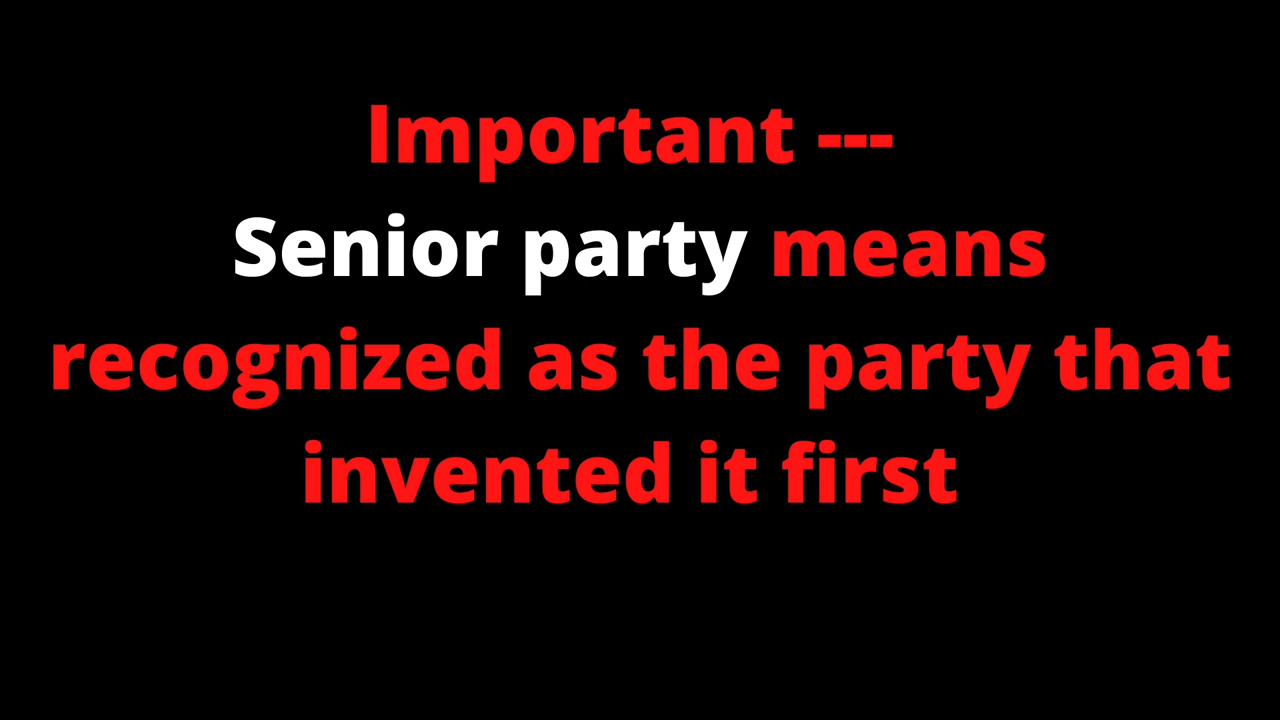 Important ---
Senior party means
recognized as the party that
invented it first